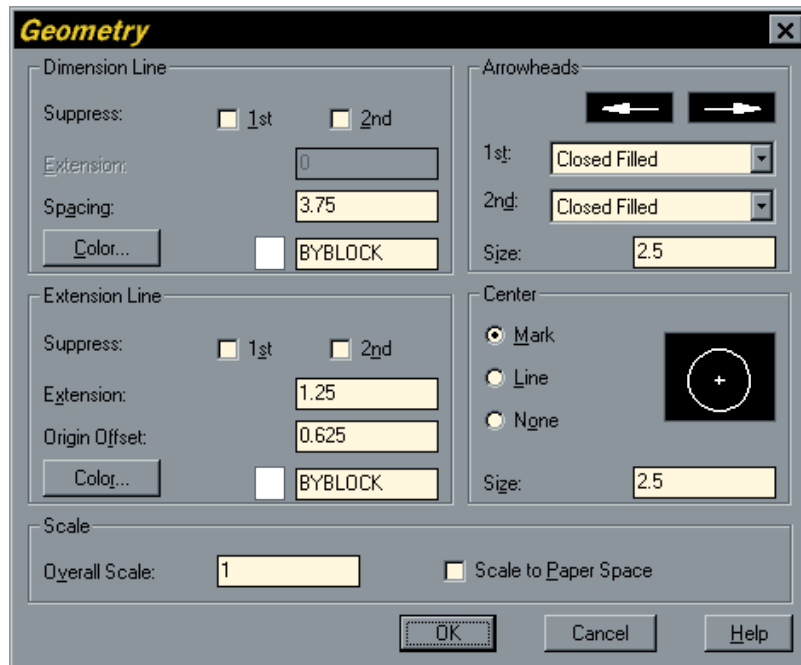 Geometry
Dimension Line
Suppress: 1st 2nd
Extension: 0
Spacing: 3.75
Color... BYBLOCK
Arrowheads
1st: Closed Filled
2nd: Closed Filled
Size: 2.5
Extension Line
Suppress: 1st 2nd
Extension: 1.25
Origin Offset: 0.625
Color... BYBLOCK
Center
Mark
Line
None
Size: 2.5
Scale
Overall Scale: 1 Scale to Paper Space
OK Cancel Help